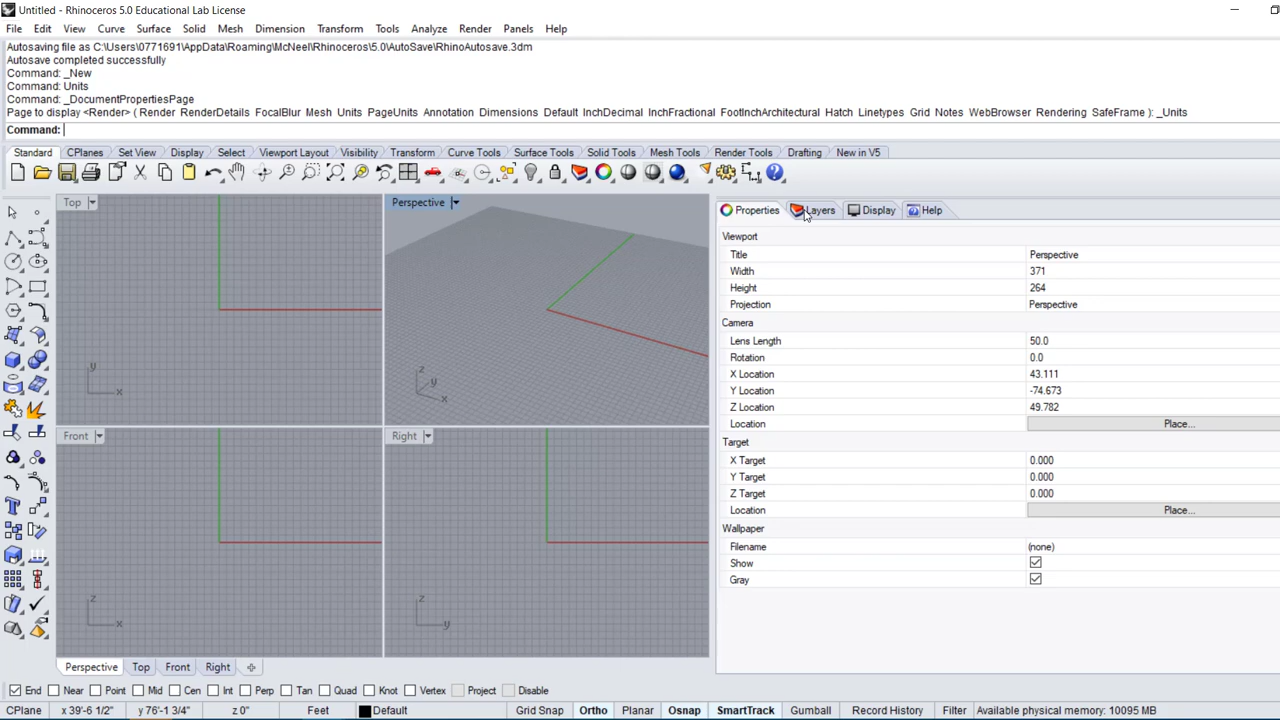 Untitled - Rhinoceros 5.0 Educational Lab License
File Edit View Curve Surface Solid Mesh Dimension Transform Tools Analyze Render Panels Help
Autosaving file as C:\Users\0771691\AppData\Roaming\McNeel\Rhinoceros\5.0\AutoSave\RhinoAutosave.3dm
Autosave completed successfully
Command: _New
Command: Units
Command: _DocumentPropertiesPage
Page to display <Render> ( Render RenderDetails FocalBlur Mesh Units PageUnits Annotation Dimensions Default InchDecimal InchFractional FootInchArchitectural Hatch Linetypes Grid Notes WebBrowser Rendering SafeFrame ): _Units
Command:
Standard CPlanes Set View Display Select Viewport Layout Visibility Transform Curve Tools Surface Tools Solid Tools Mesh Tools Render Tools Drafting New in V5
Top
y
x
Perspective
z
y
x
Front
z
x
Right
z
y
Properties Layers Display Help
Viewport
Title Perspective
Width 371
Height 264
Projection Perspective
Camera
Lens Length 50.0
Rotation 0.0
X Location 43.111
Y Location -74.673
Z Location 49.782
Location Place...
Target
X Target 0.000
Y Target 0.000
Z Target 0.000
Location Place...
Wallpaper
Filename (none)
Show
Gray
Perspective Top Front Right
End Near Point Mid Cen Int Perp Tan Quad Knot Vertex Project Disable
CPlane x 39'-6 1/2" y 76'-1 3/4" z 0" Feet Default Grid Snap Ortho Planar Osnap SmartTrack Gumball Record History Filter Available physical memory: 10095 MB